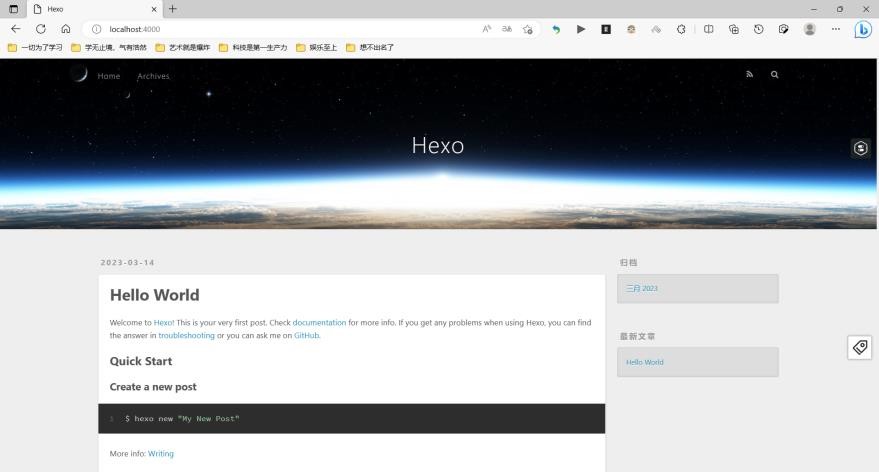 Hexo
localhost:4000
一切为了学习
学无止境，气有浩然
艺术就是爆炸
科技是第一生产力
娱乐至上
想不出名了
Home Archives
Hexo
2023-03-14
归档
Hello World
三月 2023
Welcome to Hexo! This is your very first post. Check documentation for more info. If you get any problems when using Hexo, you can
the answer in troubleshooting or you can ask me on GitHub.
最新文章
Quick Start
Hello World
Create a new post
1 $ hexo new "My New Post"
More info: Writing